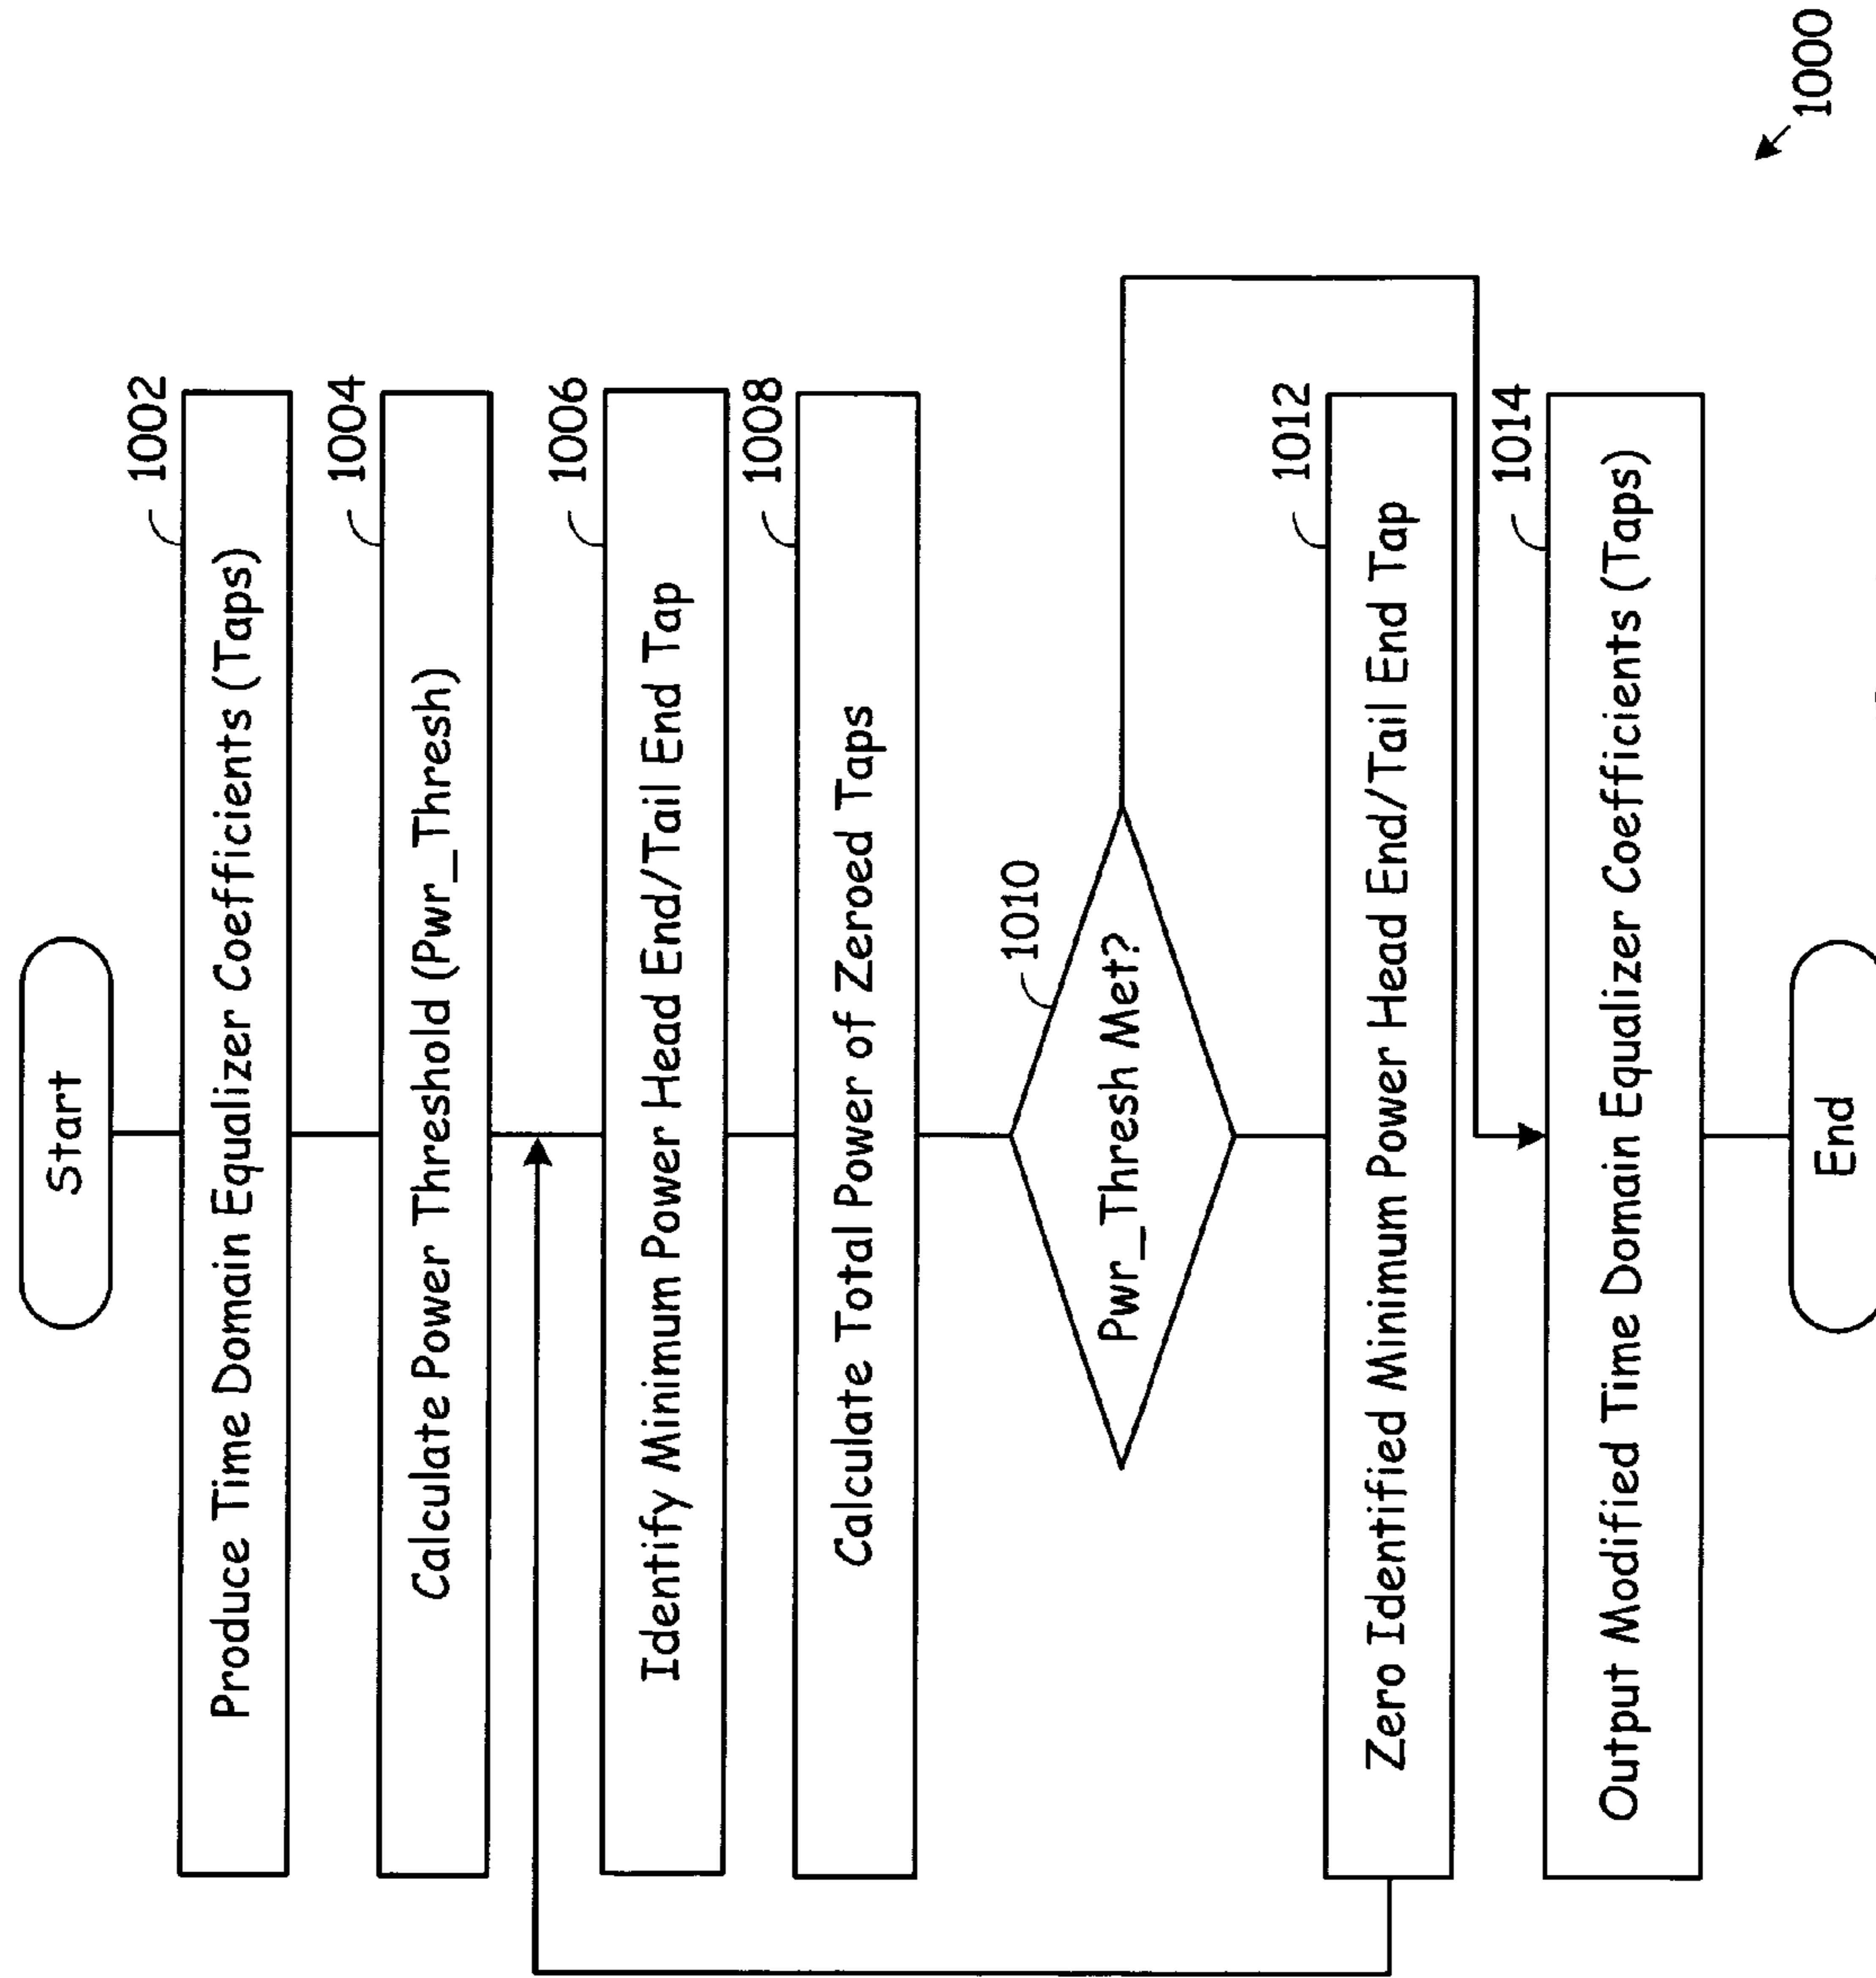 Start
1002
Produce Time Domain Equalizer Coefficients (Taps)
1004
Calculate Power Threshold (Pwr_Thresh)
1006
Identify Minimum Power Head End/Tail End Tap
1008
Calculate Total Power of Zeroed Taps
1010
Pwr_Thresh Met?
1012
Zero Identified Minimum Power Head End/Tail End Tap
1014
Output Modified Time Domain Equalizer Coefficients (Taps)
End
1000